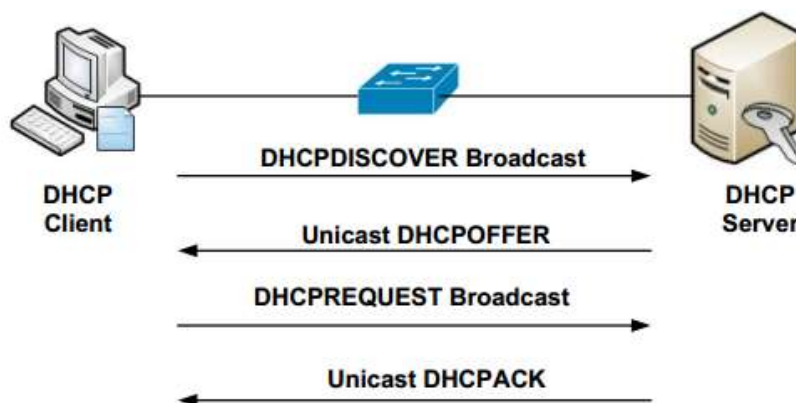 DHCPDISCOVER Broadcast
DHCP
Client
DHCP
Server
Unicast DHCPOFFER
DHCPREQUEST Broadcast
Unicast DHCPACK